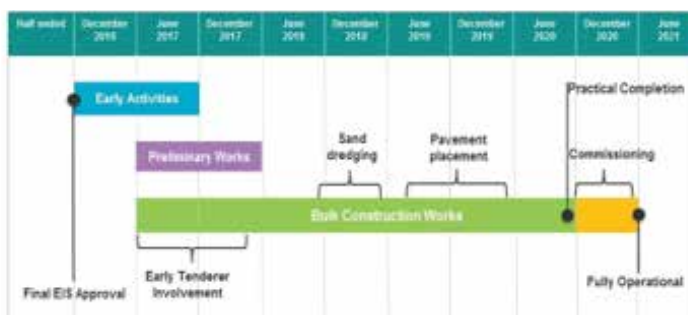 Half ended
December 2016
June 2017
December 2017
June 2018
December 2018
June 2019
December 2019
June 2020
December 2020
June 2021
Practical Completion
Early Activities
Sand
dredging
Pavement
placement
Preliminary Works
Commissioning
Bulk Construction Works
Early Tenderer
Involvement
Final EIS Approval
Fully Operational